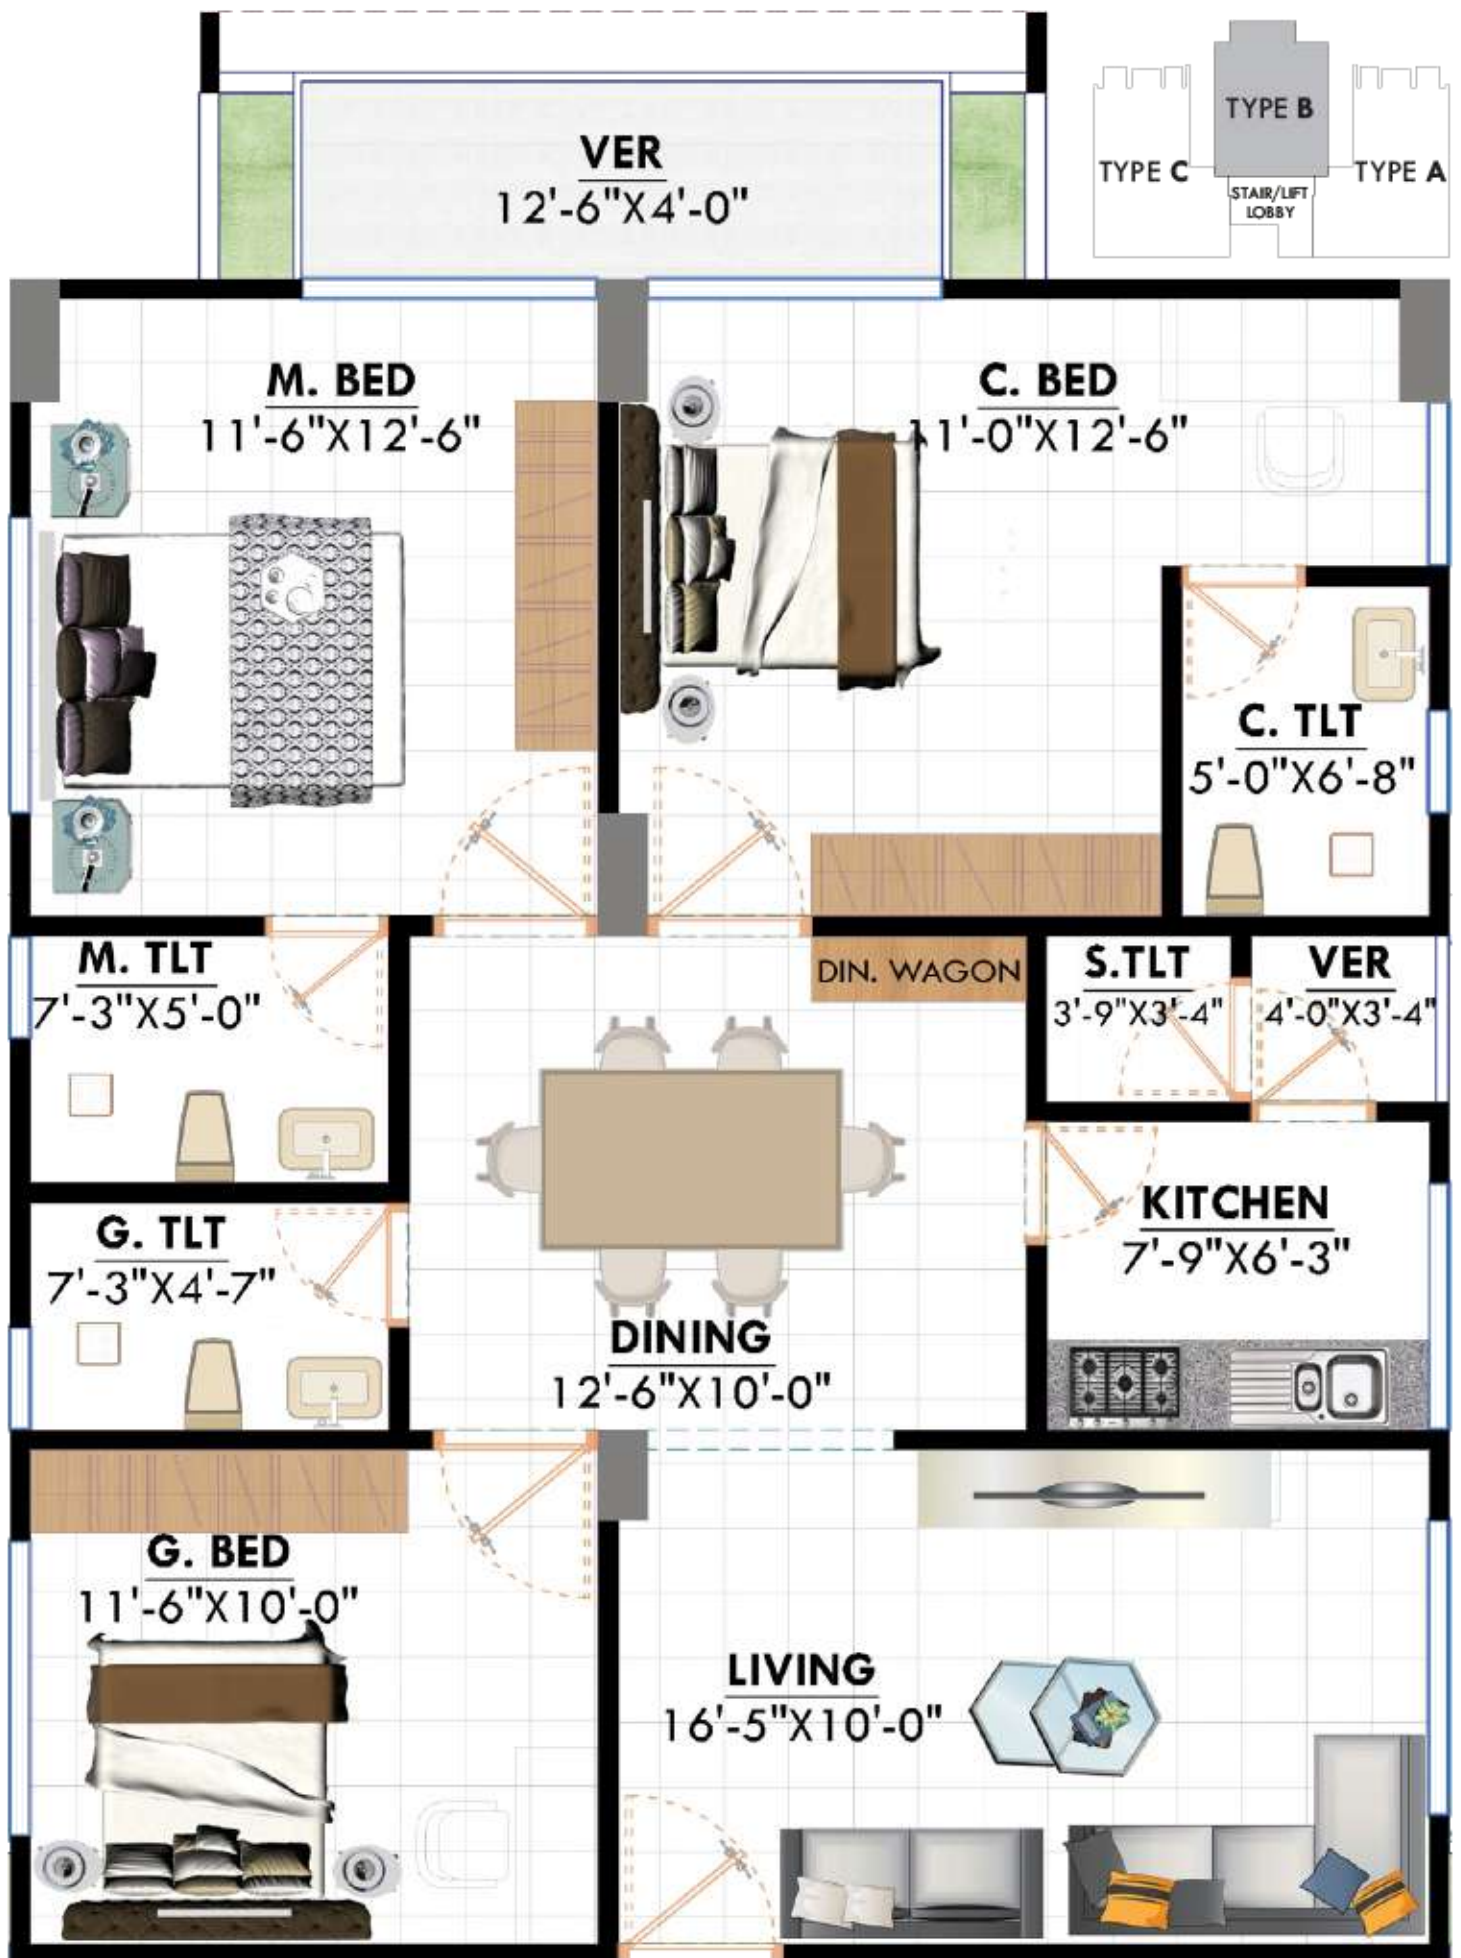 VER
12'-6"X4'-0"
TYPE B
TYPE C
TYPE A
STAIR/LIFT
LOBBY
M. BED
11'-6"X12'-6"
C. BED
11'-0"X12'-6"
C. TLT
5'-0"X6'-8"
M. TLT
7'-3"X5'-0"
DIN. WAGON
S.TLT
3'-9"X3'-4"
VER
4'-0"X3'-4"
KITCHEN
7'-9"X6'-3"
G. TLT
7'-3"X4'-7"
DINING
12'-6"X10'-0"
G. BED
11'-6"X10'-0"
LIVING
16'-5"X10'-0"